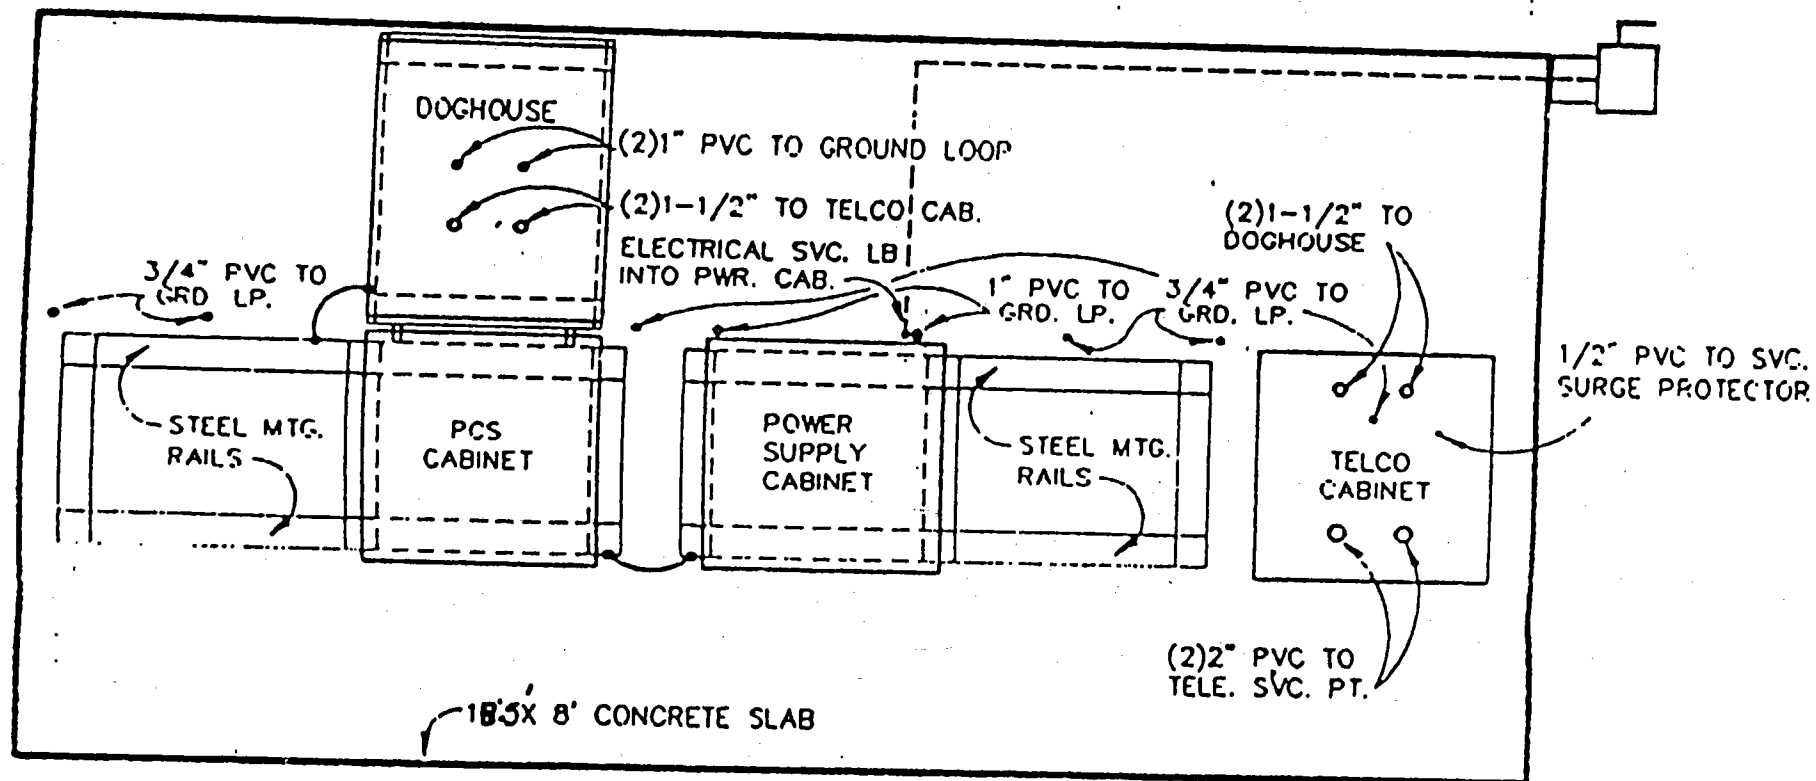 DOGHOUSE
(2)1" PVC TO GROUND LOOP
(2)1-1/2" TO TELCO CAB.
ELECTRICAL SVC. LB
INTO PWR. CAB.
(2)1-1/2" TO
DOGHOUSE
3/4" PVC TO
GRD LP.
1" PVC TO
GRD. LP.
3/4" PVC TO
GRD. LP.
1/2" PVC TO SVC.
SURGE PROTECTOR
STEEL MTG.
RAILS
PCS
CABINET
POWER
SUPPLY
CABINET
STEEL MTG.
RAILS
TELCO
CABINET
(2)2" PVC TO
TELE. SVC. PT.
X 8' CONCRETE SLAB